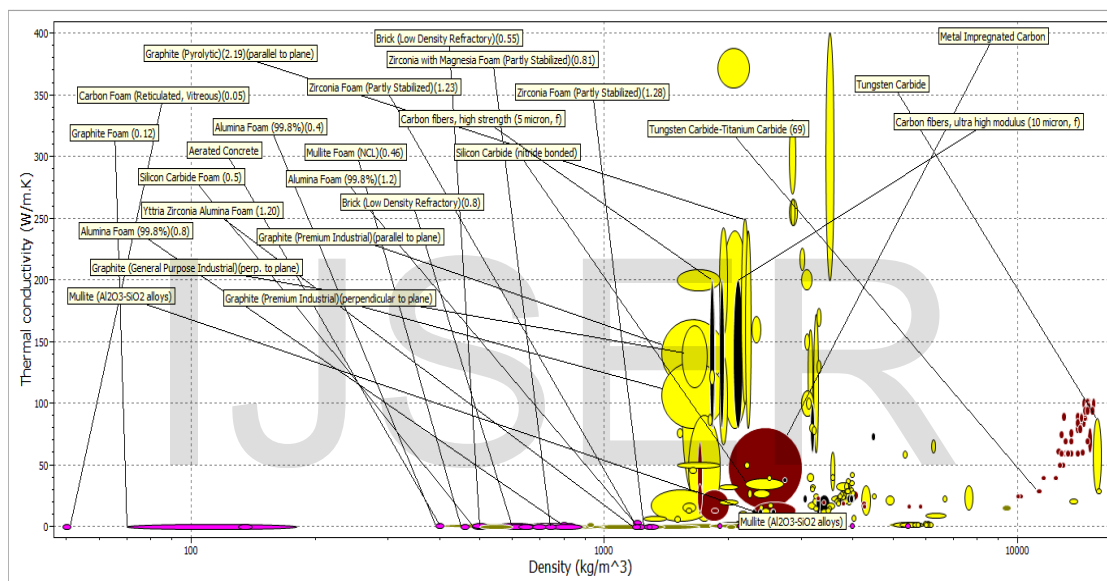 Brick (Low Density Refractory)(0.55)
Metal Impregnated Carbon
Graphite (Pyrolytic)(2.19)(parallel to plane)
Zirconia with Magnesia Foam (Partly Stabilized)(0.81)
Zirconia Foam (Partly Stabilized)(1.23)
Zirconia Foam (Partly Stabilized)(1.28)
Tungsten Carbide
Carbon Foam (Reticulated, Vitreous)(0.05)
Carbon fibers, high strength (5 micron, f)
Carbon fibers, ultra high modulus (10 micron, f)
Graphite Foam (0.12)
Alumina Foam (99.8%)(0.4)
Tungsten Carbide-Titanium Carbide (69)
Aerated Concrete
Mullite Foam (NCL)(0.46)
Silicon Carbide (nitride bonded)
Silicon Carbide Foam (0.5)
Alumina Foam (99.8%)(1.2)
Yttria Zirconia Alumina Foam (1.20)
Brick (Low Density Refractory)(0.8)
Alumina Foam (99.8%)(0.8)
Graphite (Premium Industrial)(parallel to plane)
Graphite (General Purpose Industrial)(perp. to plane)
Mullite (Al2O3-SiO2 alloys)
Graphite (Premium Industrial)(perpendicular to plane)
Mullite (Al2O3-SiO2 alloys)
IJSER
Thermal conductivity (W/m.K)
400
350
300
250
200
150
100
50
0
100
1000
10000
Density (kg/m^3)